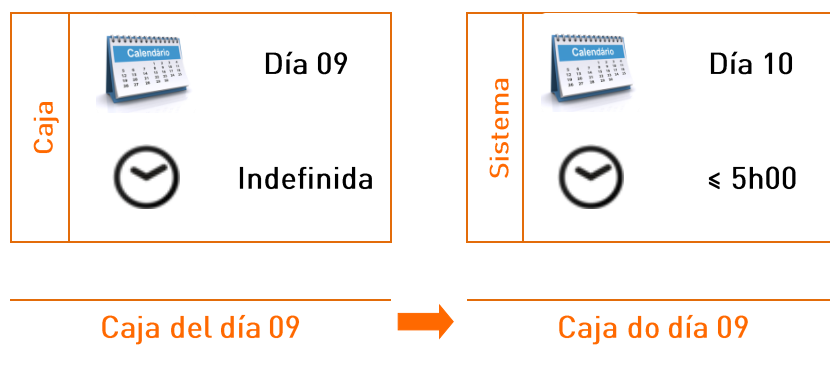 Caja
Calendário
Día 09
Indefinida
Sistema
Calendário
Día 10
≤ 5h00
Caja del día 09
Caja do día 09